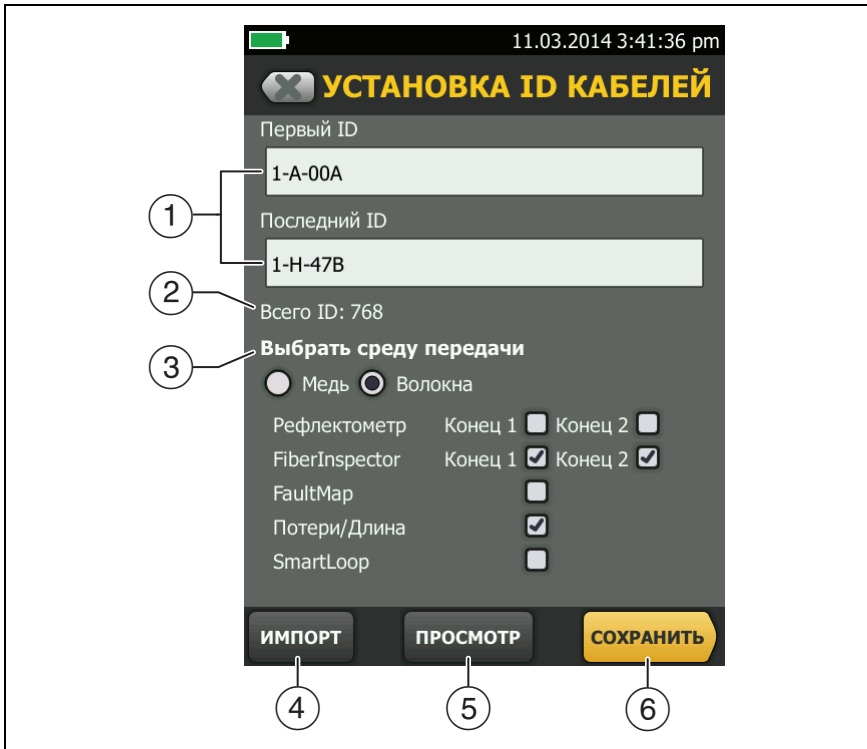 11.03.2014 3:41:36 pm
УСТАНОВКА ID КАБЕЛЕЙ
Первый ID
1-A-00A
1
Последний ID
1-H-47B
2
Всего ID: 768
3
Выбрать среду передачи
Медь Волокна
Рефлектометр Конец 1 Конец 2
FiberInspector Конец 1 Конец 2
FaultMap
Потери/Длина
SmartLoop
ИМПОРТ ПРОСМОТР СОХРАНИТЬ
4 5 6